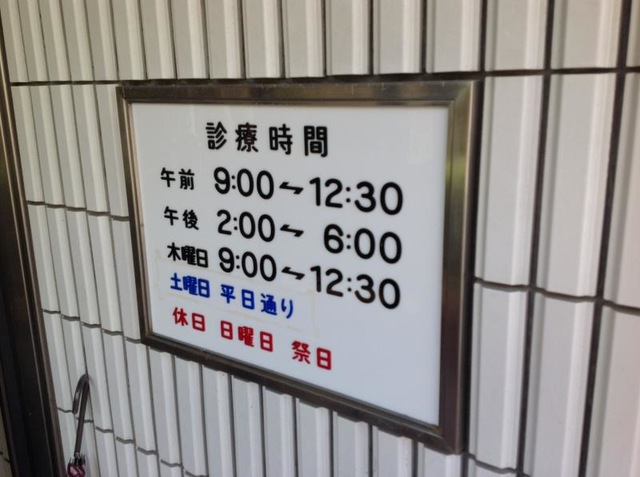 診療時間
午前 9:00~12:30
午後 2:00~ 6:00
木曜日 9:00~12:30
土曜日 平日通り
休日 日曜日 祭日